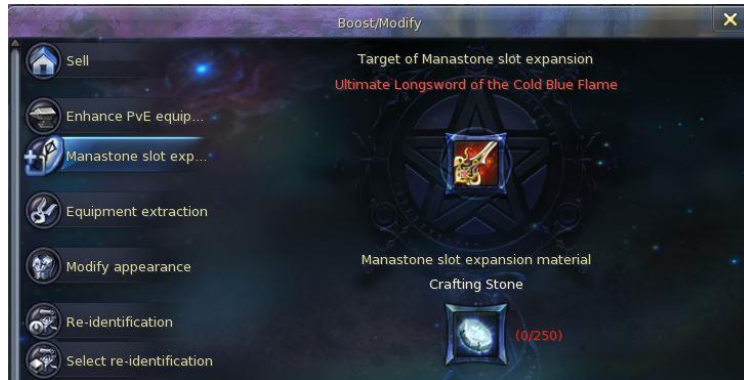 Boost/Modify
Sell
Enhance PvE equip...
Manastone slot exp...
Equipment extraction
Modify appearance
Re-identification
Select re-identification
Target of Manastone slot expansion
Ultimate Longsword of the Cold Blue Flame
Manastone slot expansion material
Crafting Stone
(0/250)